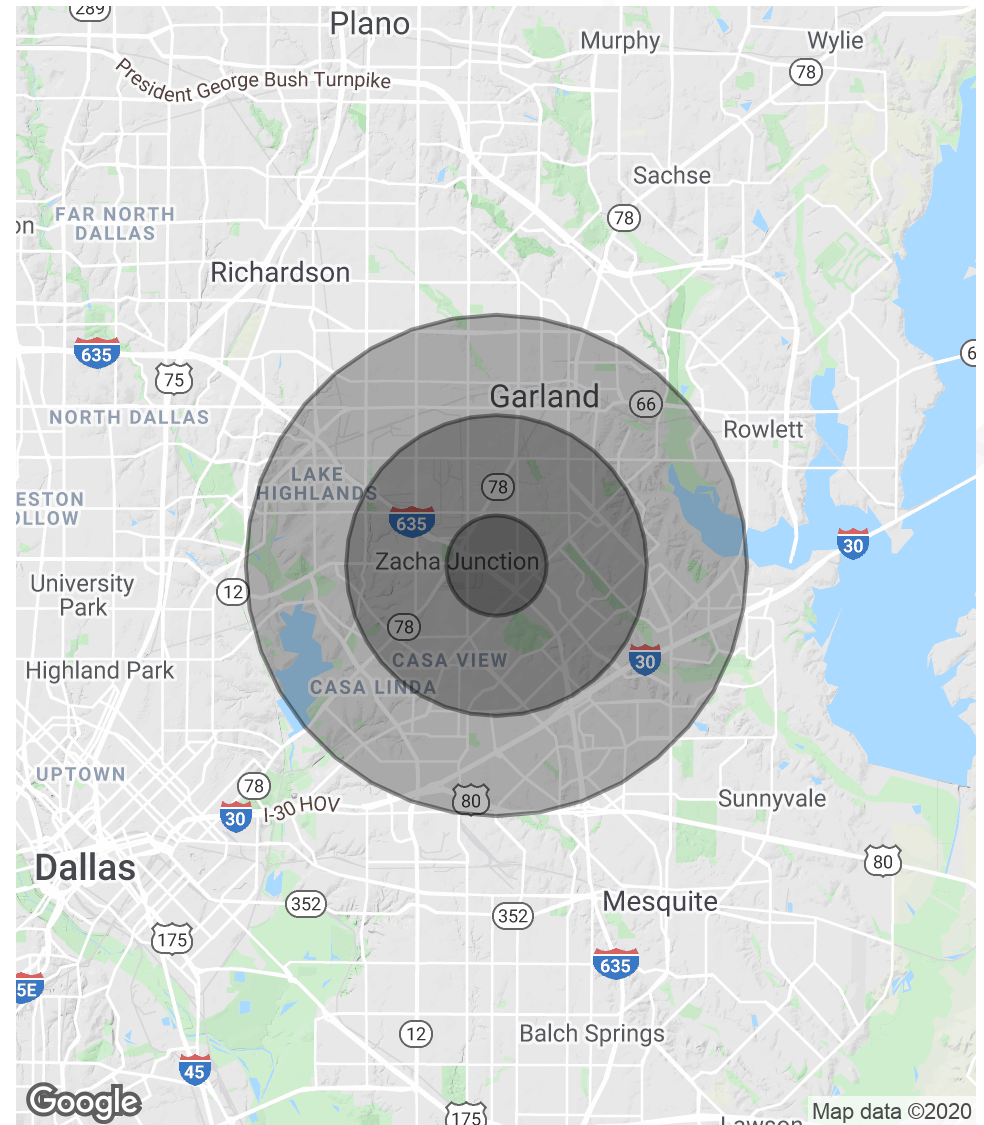 289
Plano
Murphy
Wylie
78
President George Bush Turnpike
Sachse
78
FAR NORTH
DALLAS
on
Richardson
635
75
6
NORTH DALLAS
Garland
66
Rowlett
LAKE
HIGHLANDS
ESTON
OLLOW
78
635
30
Zacha Junction
University
Park
12
78
CASA VIEW
30
Highland Park
CASA LINDA
UPTOWN
78
30
I-30 HOV
80
Sunnyvale
Dallas
80
352
352
Mesquite
175
635
5E
12
Balch Springs
45
Google
175
Map data ©2020
Lawson